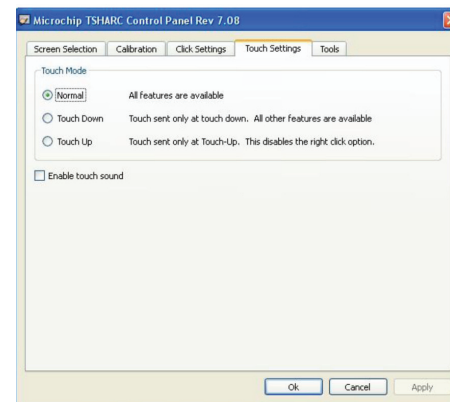 Microchip TSHARC Control Panel Rev 7.08
Screen Selection Calibration Click Settings Touch Settings Tools
Touch Mode
Normal All features are available
Touch Down Touch sent only at touch down. All other features are available
Touch Up Touch sent only at Touch-Up. This disables the right click option.
Enable touch sound
Ok Cancel Apply